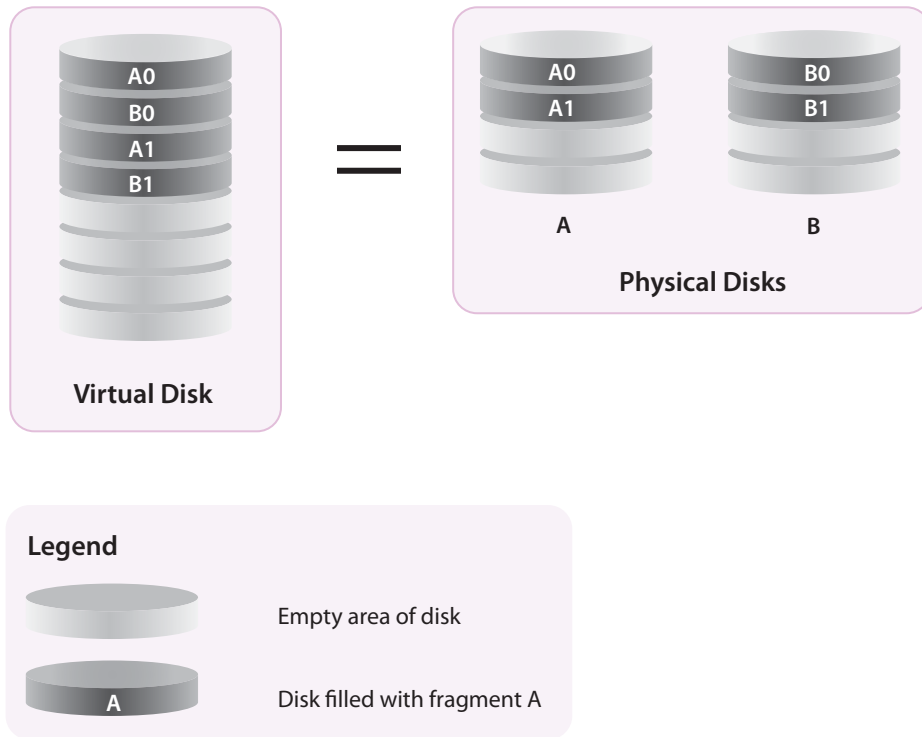 A0
B0
A1
B1
Virtual Disk
=
A0
A1
A
B0
B1
B
Physical Disks
Legend
Empty area of disk
A
Disk filled with fragment A